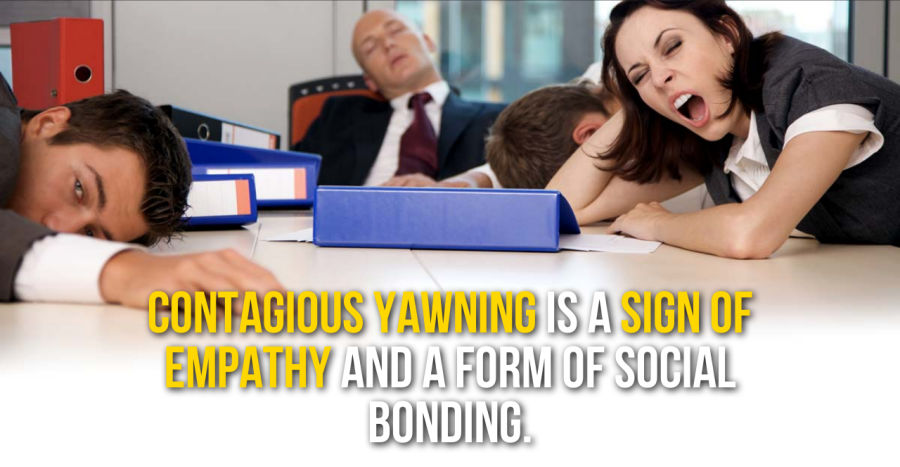 CONTAGIOUS YAWNING IS A SIGN OF
EMPATHY AND A FORM OF SOCIAL
BONDING.